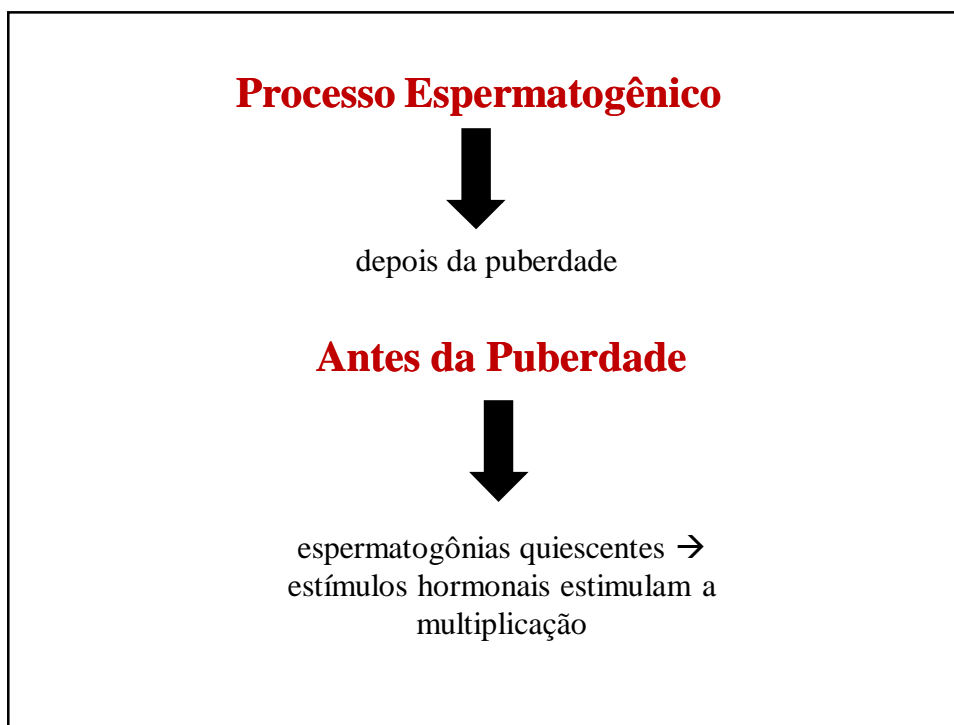 Processo Espermatogênico
depois da puberdade
Antes da Puberdade
espermatogônias quiescentes →
estímulos hormonais estimulam a
multiplicação